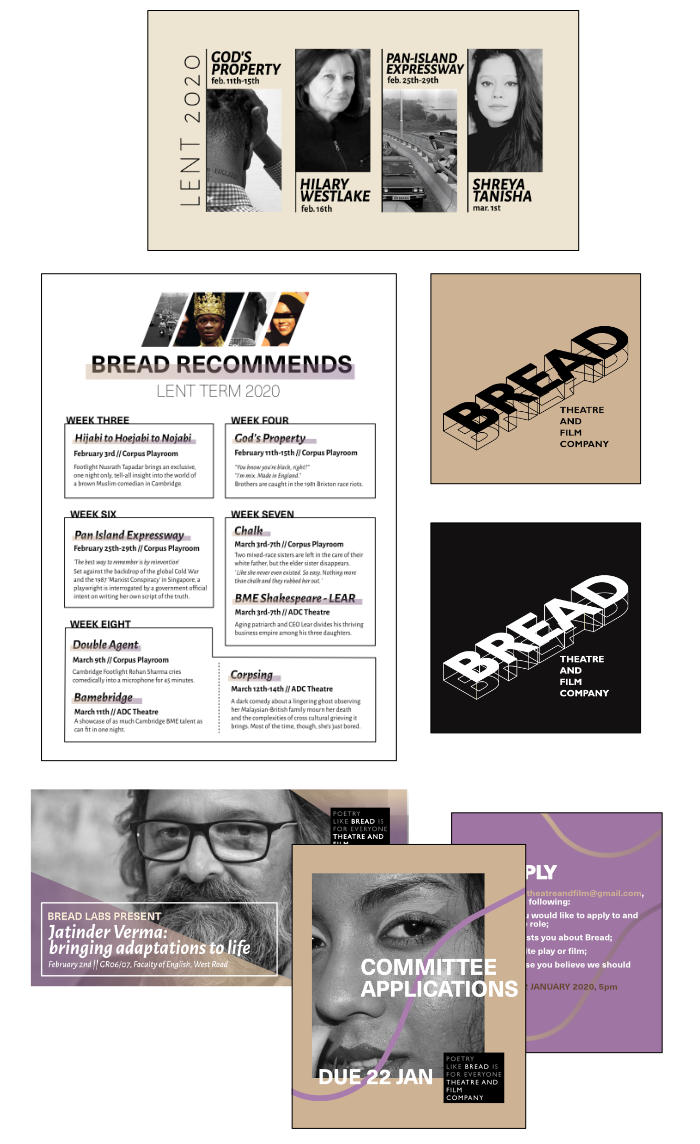 LENT 2020
GOD'S
PROPERTY
feb. 11th-15th
HILARY
WESTLAKE
feb. 16th
PAN-ISLAND
EXPRESSWAY
feb. 25th-29th
SHREYA
TANISHA
mar. 1st
BREAD RECOMMENDS
LENT TERM 2020
WEEK THREE
Hijabi to Hoejabi to Nojabi
February 3rd // Corpus Playroom
Footlight Nusrath Tapadar brings an exclusive,
one night only, tell-all insight into the world of
a brown Muslim comedian in Cambridge.
WEEK FOUR
God's Property
February 11th-15th // Corpus Playroom
"You know you're black, right?"
"I'm mix. Made in England."
Brothers are caught in the 1981 Brixton race riots.
WEEK SIX
Pan Island Expressway
February 25th-29th // Corpus Playroom
'The best way to remember is by reinvention'
Set against the backdrop of the global Cold War
and the 1987 'Marxist Conspiracy' in Singapore, a
playwright is interrogated by a government official
intent on writing her own script of the truth.
WEEK SEVEN
Chalk
March 3rd-7th // Corpus Playroom
Two mixed-race sisters are left in the care of their
white father, but the elder sister disappears.
'Like she never even existed. So easy. Nothing more
than chalk and they rubbed her out.'
BME Shakespeare - LEAR
March 3rd-7th // ADC Theatre
Aging patriarch and CEO Lear divides his thriving
business empire among his three daughters.
WEEK EIGHT
Double Agent
March 9th // Corpus Playroom
Cambridge Footlight Rohan Sharma cries
comedically into a microphone for 45 minutes.
Bamebridge
March 11th // ADC Theatre
A showcase of as much Cambridge BME talent as
can fit in one night.
Corpsing
March 12th-14th // ADC Theatre
A dark comedy about a lingering ghost observing
her Malaysian-British family mourn her death
and the complexities of cross cultural grieving it
brings. Most of the time, though, she's just bored.
BREAD
THEATRE
AND
FILM
COMPANY
BREAD
THEATRE
AND
FILM
COMPANY
POETRY
LIKE BREAD IS
FOR EVERYONE
THEATRE AND
FILM
BREAD LABS PRESENT
Jatinder Verma:
bringing adaptations to life
February 2nd || GR06/07, Faculty of English, West Road
COMMITTEE
APPLICATIONS
DUE 22 JAN
POETRY
LIKE BREAD IS
FOR EVERYONE
THEATRE AND
FILM
COMPANY
PLY
theatreandfilm@gmail.com,
following:
would like to apply to and
role;
sts you about Bread;
ite play or film;
se you believe we should
JANUARY 2020, 5pm